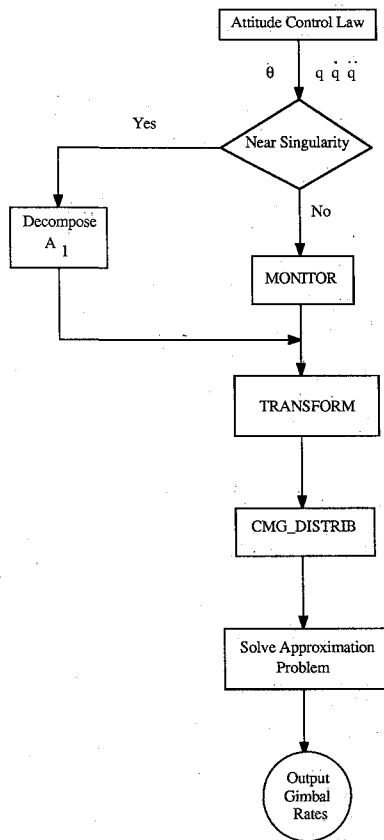 Attitude Control Law
θ q q̇ q̈
Near Singularity
Yes
No
Decompose
A 1
MONITOR
TRANSFORM
CMG_DISTRIB
Solve Approximation
Problem
Output
Gimbal
Rates